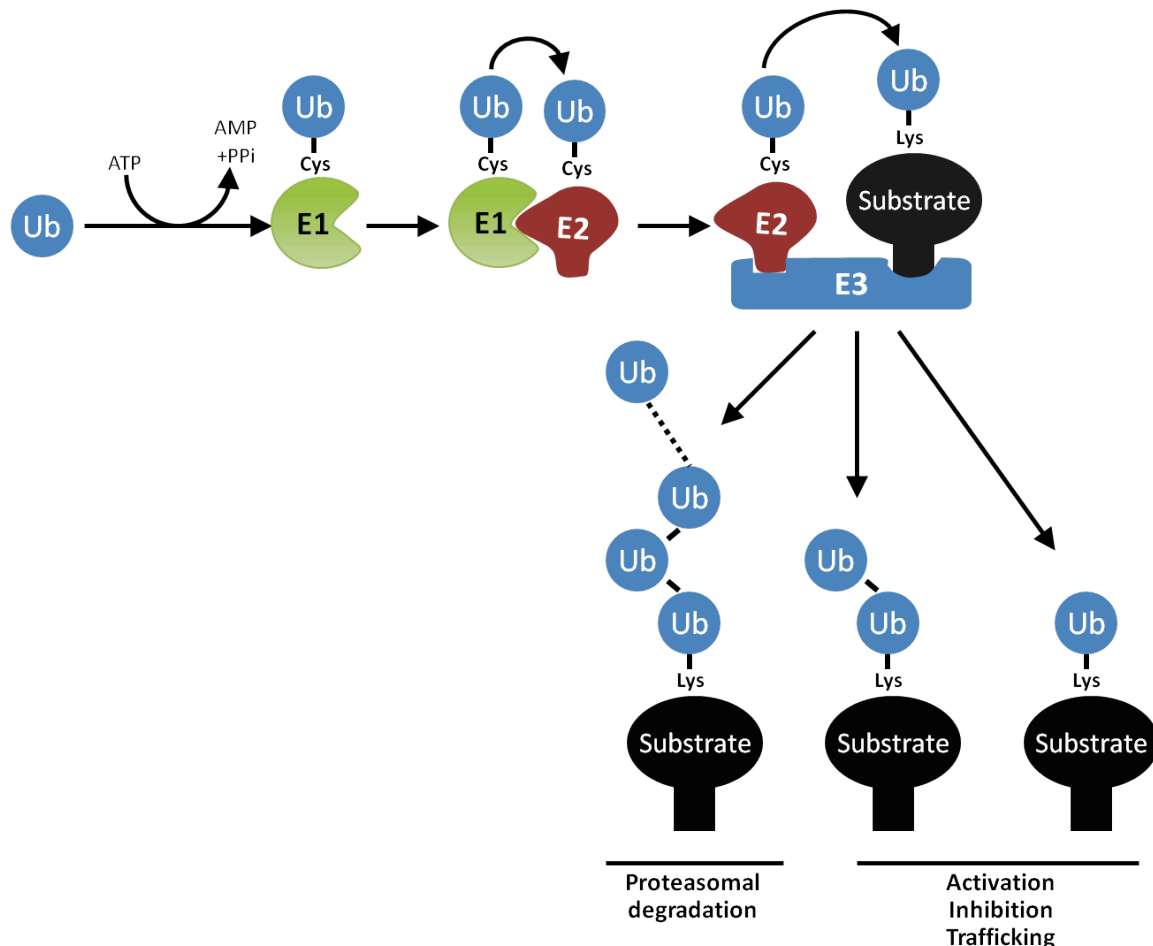 Ub
Ub
Ub
Ub
Ub
Ub
AMP
+PPi
ATP
Cys
Cys
Cys
Cys
Lys
Ub
E1
E1
E2
E2
Substrate
E3
Ub
Ub
Ub
Ub
Ub
Ub
Ub
Lys
Lys
Lys
Substrate
Substrate
Substrate
Proteasomal
degradation
Activation
Inhibition
Trafficking